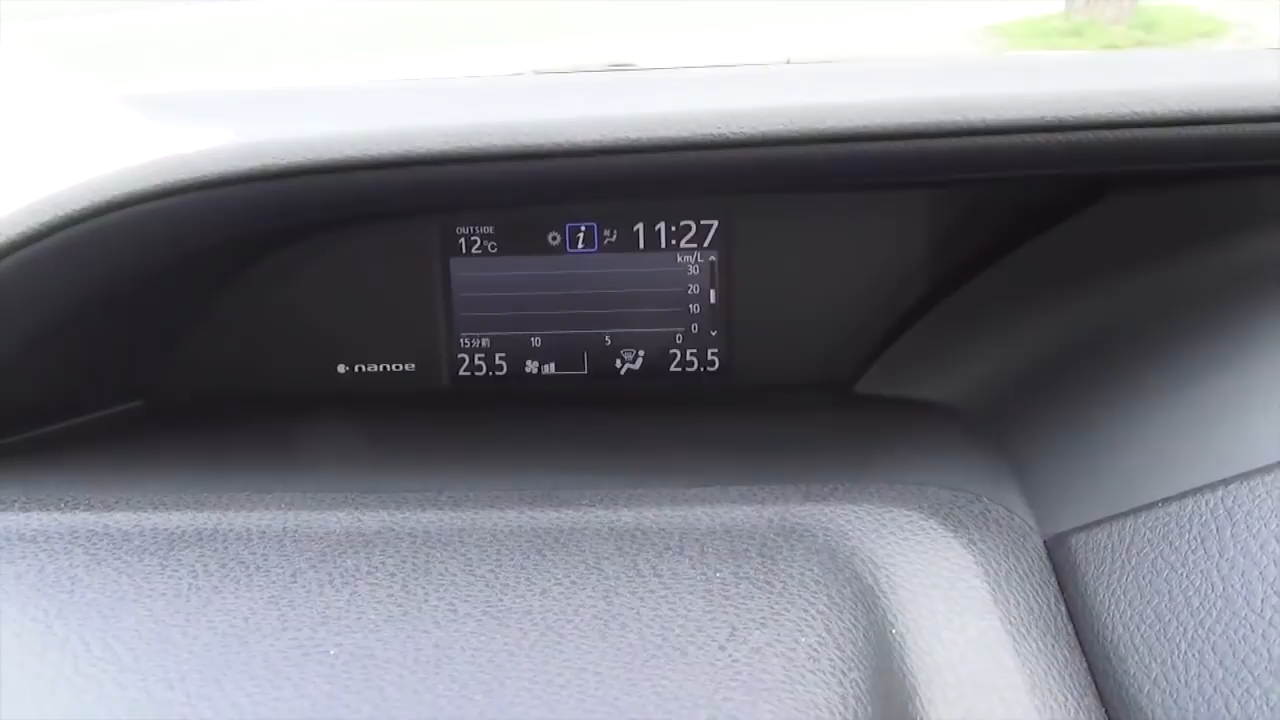 OUTSIDE
12°C
i
11:27
km/L
30
20
10
0
15分前 10 5 0
nanoe
25.5 25.5